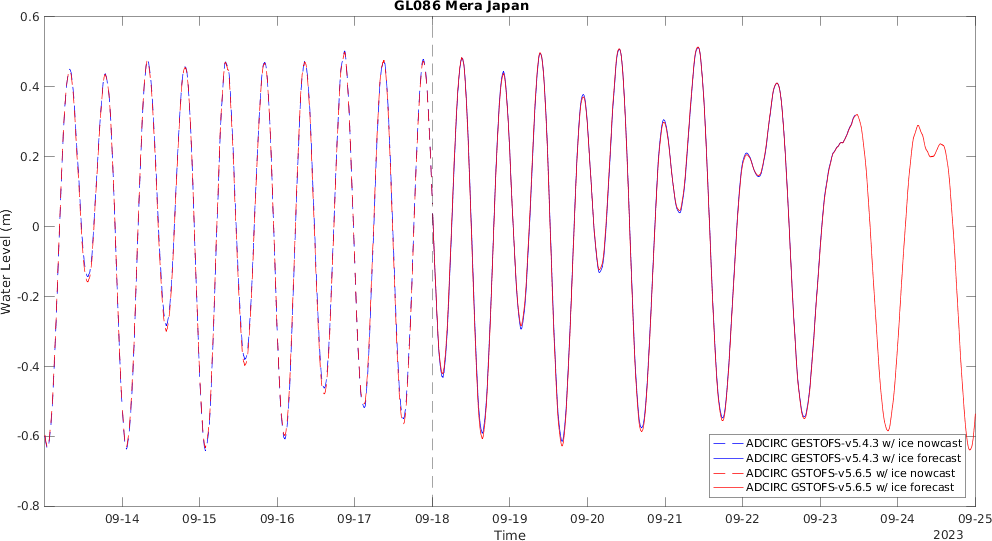 GL086 Mera Japan
0.6
0.4
0.2
0
-0.2
-0.4
-0.6
-0.8
Water Level (m)
ADCIRC GESTOFS-v5.4.3 w/ ice nowcast
ADCIRC GESTOFS-v5.4.3 w/ ice forecast
ADCIRC GSTOFS-v5.6.5 w/ ice nowcast
ADCIRC GSTOFS-v5.6.5 w/ ice forecast
09-14 09-15 09-16 09-17 09-18 09-19 09-20 09-21 09-22 09-23 09-24 09-25
Time
2023